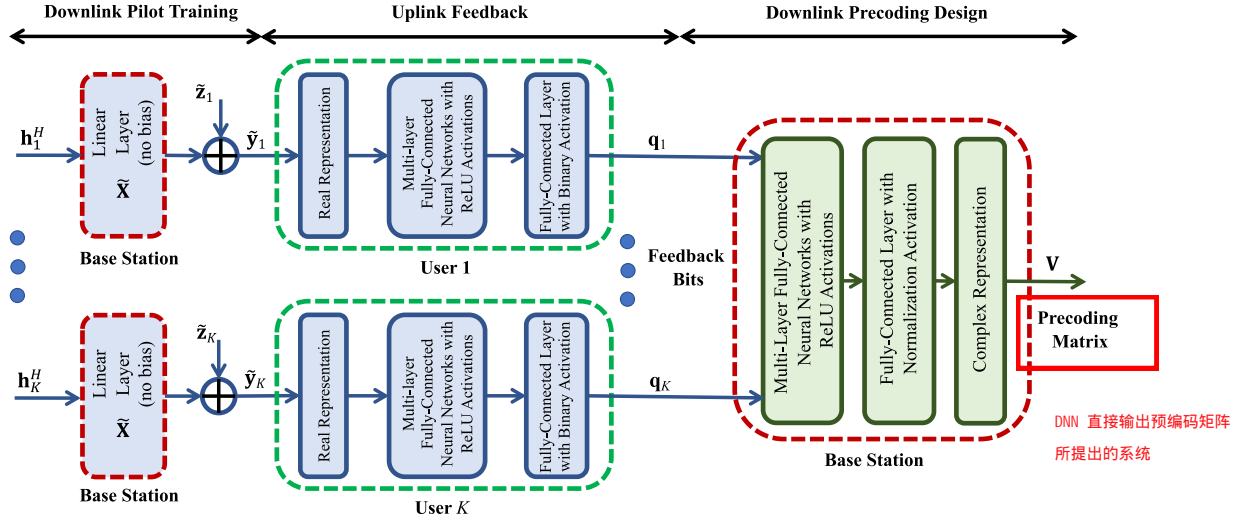 Downlink Pilot Training
Uplink Feedback
Downlink Precoding Design
𝐡₁ᴴ
Linear
Layer
(no bias)
X̃
Base Station
z̃₁
ỹ₁
Real Representation
Multi-layer
Fully-Connected
Neural Networks with
ReLU Activations
Fully-Connected Layer
with Binary Activation
User 1
q₁
𝐡_Kᴴ
Linear
Layer
(no bias)
X̃
Base Station
z̃_K
ỹ_K
Real Representation
Multi-layer
Fully-Connected
Neural Networks with
ReLU Activations
Fully-Connected Layer
with Binary Activation
User K
q_K
Feedback
Bits
Multi-Layer Fully-Connected
Neural Networks with
ReLU Activations
Fully-Connected Layer with
Normalization Activation
Complex Representation
Base Station
V
Precoding
Matrix
DNN 直接输出预编码矩阵
所提出的系统